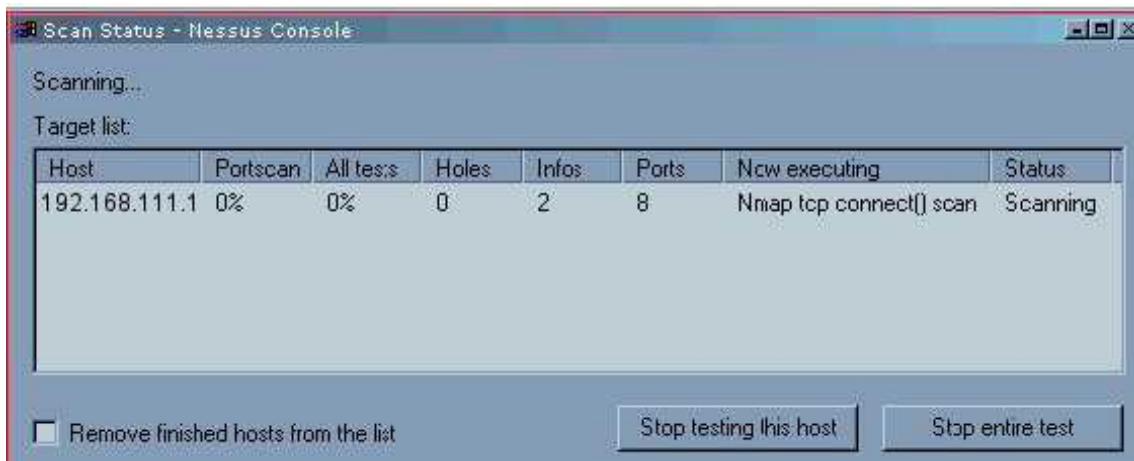 Scan Status - Nessus Console
Scanning...
Target list:
Host Portscan All tests Holes Infos Ports Now executing Status
192.168.111.1 0% 0% 0 2 8 Nmap tcp connect() scan Scanning
Remove finished hosts from the list
Stop testing this host Stop entire test